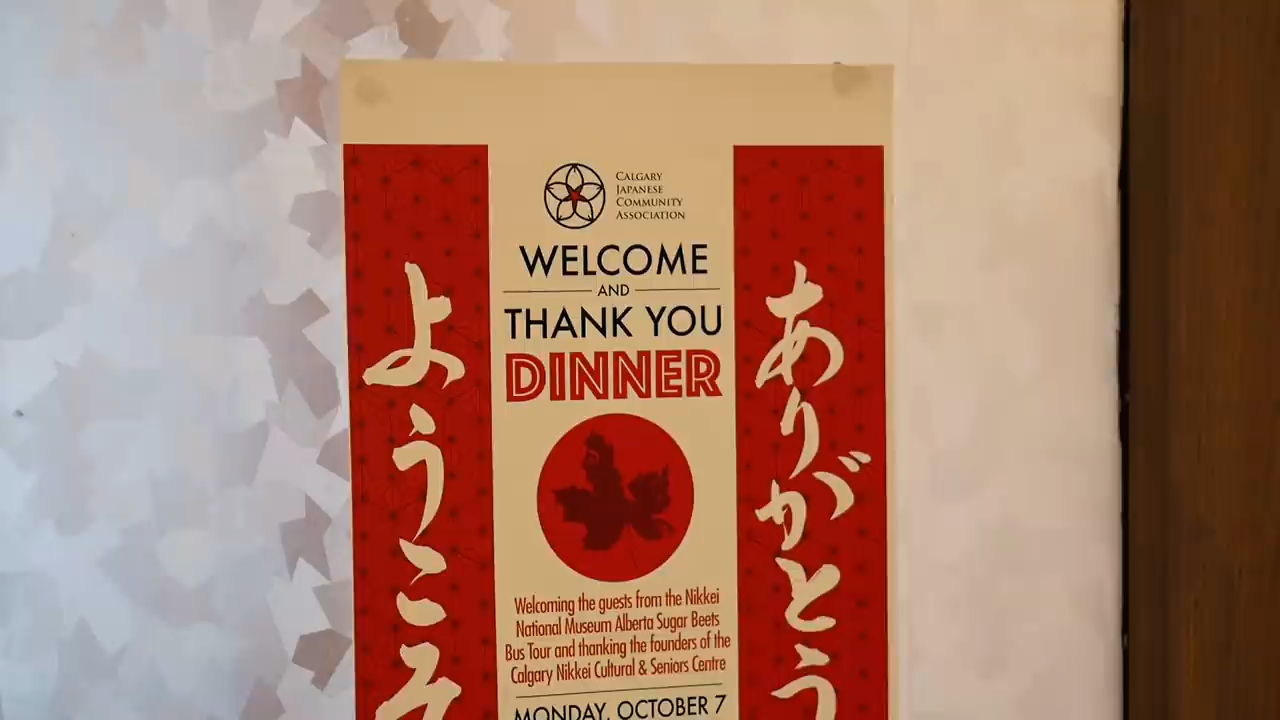 CALGARY
JAPANESE
COMMUNITY
ASSOCIATION
WELCOME
AND
THANK YOU
DINNER
Welcoming the guests from the Nikkei
National Museum Alberta Sugar Beets
Bus Tour and thanking the founders of the
Calgary Nikkei Cultural & Seniors Centre
MONDAY, OCTOBER 7
ようこそ
ありがとう